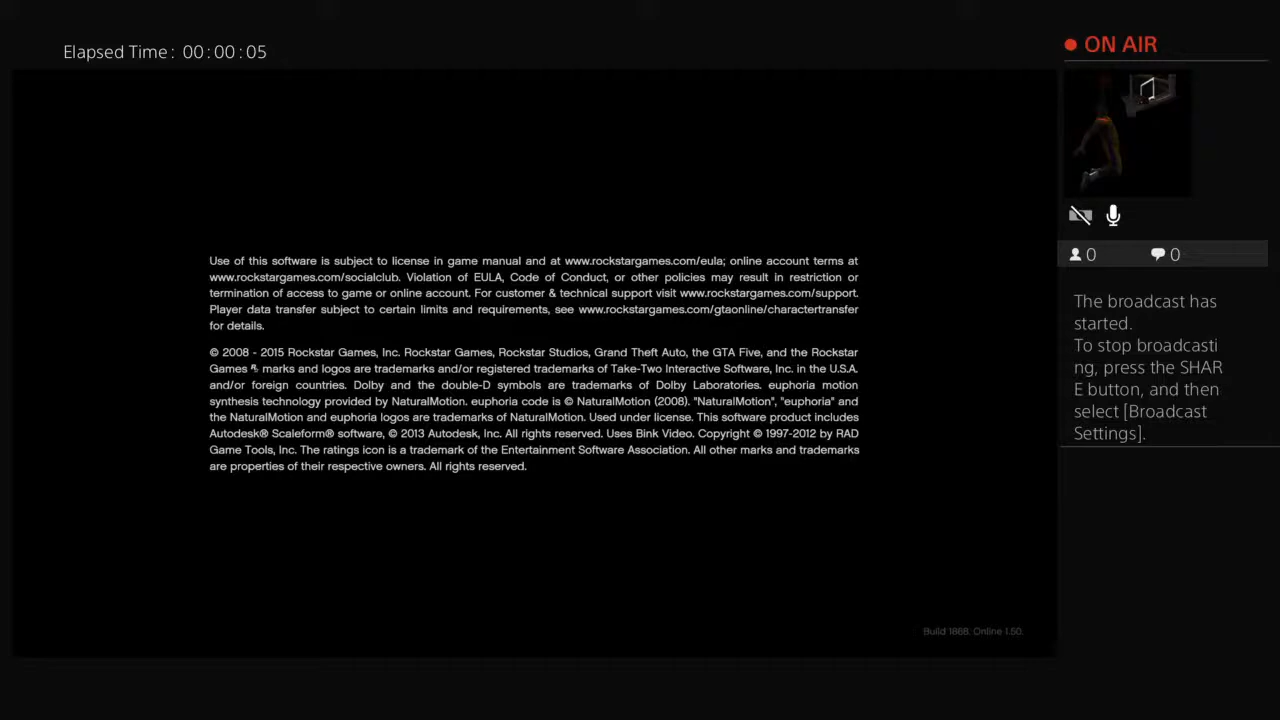 Elapsed Time: 00:00:05
ON AIR
0 0
The broadcast has
started.
To stop broadcasti
ng, press the SHAR
E button, and then
select [Broadcast
Settings].
Use of this software is subject to license in game manual and at www.rockstargames.com/eula; online account terms at
www.rockstargames.com/socialclub. Violation of EULA, Code of Conduct, or other policies may result in restriction or
termination of access to game or online account. For customer & technical support visit www.rockstargames.com/support.
Player data transfer subject to certain limits and requirements, see www.rockstargames.com/gtaonline/charactertransfer
for details.
© 2008 - 2015 Rockstar Games, Inc. Rockstar Games, Rockstar Studios, Grand Theft Auto, the GTA Five, and the Rockstar
Games R* marks and logos are trademarks and/or registered trademarks of Take-Two Interactive Software, Inc. in the U.S.A.
and/or foreign countries. Dolby and the double-D symbols are trademarks of Dolby Laboratories. euphoria motion
synthesis technology provided by NaturalMotion. euphoria code is © NaturalMotion (2008). "NaturalMotion", "euphoria" and
the NaturalMotion and euphoria logos are trademarks of NaturalMotion. Used under license. This software product includes
Autodesk® Scaleform® software, © 2013 Autodesk, Inc. All rights reserved. Uses Bink Video. Copyright © 1997-2012 by RAD
Game Tools, Inc. The ratings icon is a trademark of the Entertainment Software Association. All other marks and trademarks
are properties of their respective owners. All rights reserved.
Build 1868. Online 1.50.